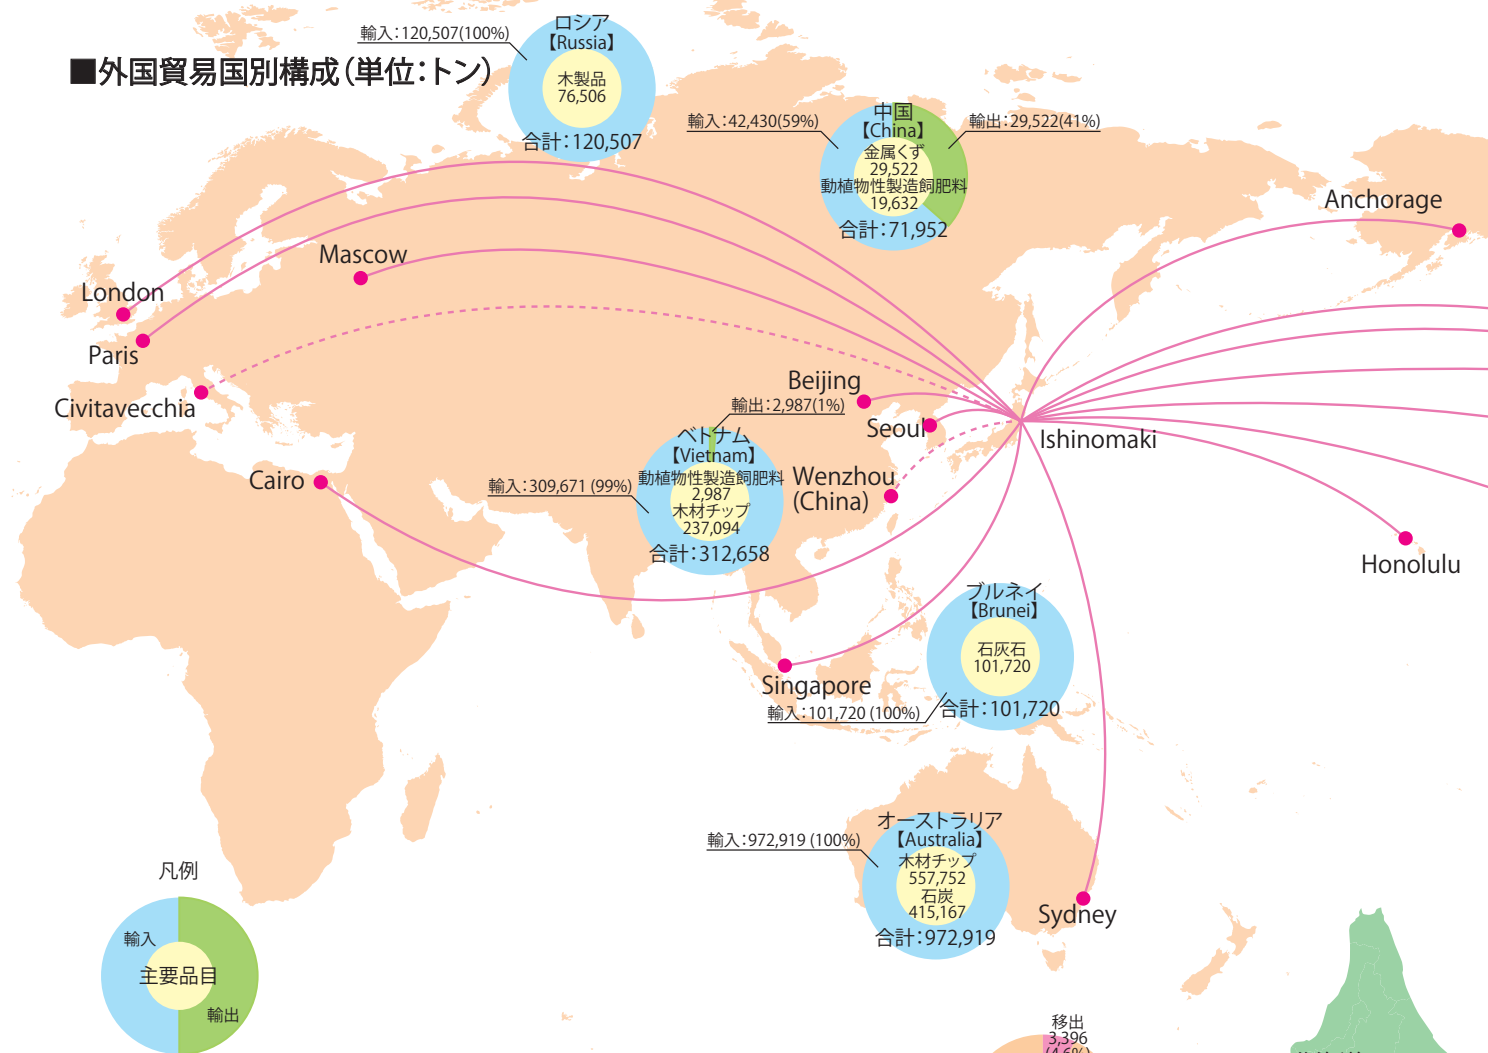 ■外国貿易国別構成(単位:トン)
輸入:120,507(100%)
ロシア
【Russia】
木製品
76,506
合計:120,507
輸入:42,430(59%)
中国
【China】
輸出:29,522(41%)
金属くず
29,522
動植物性製造飼肥料
19,632
合計:71,952
Anchorage
Mascow
London
Paris
Civitavecchia
Beijing
輸出:2,987(1%)
Seoul
Ishinomaki
ベトナム
【Vietnam】
動植物性製造飼肥料
2,987
木材チップ
237,094
合計:312,658
輸入:309,671 (99%)
Cairo
Wenzhou
(China)
Honolulu
ブルネイ
【Brunei】
石灰石
101,720
合計:101,720
Singapore
輸入:101,720 (100%)
輸入:972,919 (100%)
オーストラリア
【Australia】
木材チップ
557,752
石炭
415,167
合計:972,919
Sydney
凡例
輸入
主要品目
輸出
移出
3,396
(4.6%)